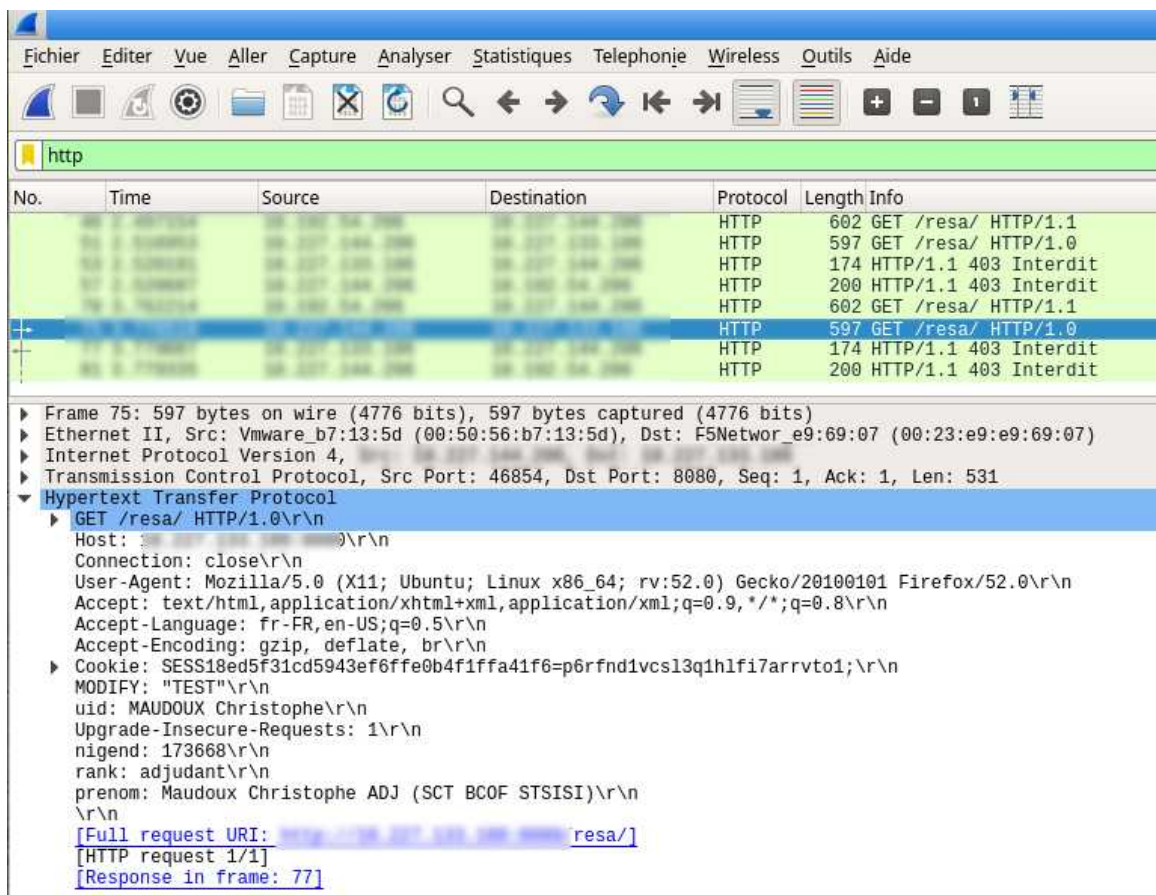 Fichier Editer Vue Aller Capture Analyser Statistiques Telephonie Wireless Outils Aide
http
No. Time Source Destination Protocol Length Info
HTTP 602 GET /resa/ HTTP/1.1
HTTP 597 GET /resa/ HTTP/1.0
HTTP 174 HTTP/1.1 403 Interdit
HTTP 200 HTTP/1.1 403 Interdit
HTTP 602 GET /resa/ HTTP/1.1
HTTP 597 GET /resa/ HTTP/1.0
HTTP 174 HTTP/1.1 403 Interdit
HTTP 200 HTTP/1.1 403 Interdit
Frame 75: 597 bytes on wire (4776 bits), 597 bytes captured (4776 bits)
Ethernet II, Src: Vmware_b7:13:5d (00:50:56:b7:13:5d), Dst: F5Networ_e9:69:07 (00:23:e9:e9:69:07)
Internet Protocol Version 4,
Transmission Control Protocol, Src Port: 46854, Dst Port: 8080, Seq: 1, Ack: 1, Len: 531
Hypertext Transfer Protocol
GET /resa/ HTTP/1.0\r\n
Host: \r\n
Connection: close\r\n
User-Agent: Mozilla/5.0 (X11; Ubuntu; Linux x86_64; rv:52.0) Gecko/20100101 Firefox/52.0\r\n
Accept: text/html,application/xhtml+xml,application/xml;q=0.9,*/*;q=0.8\r\n
Accept-Language: fr-FR,en-US;q=0.5\r\n
Accept-Encoding: gzip, deflate, br\r\n
Cookie: SESS18ed5f31cd5943ef6ffe0b4f1ffa41f6=p6rfnd1vcsl3q1hlfi7arrvto1;\r\n
MODIFY: "TEST"\r\n
uid: MAUDOUX Christophe\r\n
Upgrade-Insecure-Requests: 1\r\n
nigend: 173668\r\n
rank: adjudant\r\n
prenom: Maudoux Christophe ADJ (SCT BCOF STSISI)\r\n
\r\n
[Full request URI: resa/]
[HTTP request 1/1]
[Response in frame: 77]